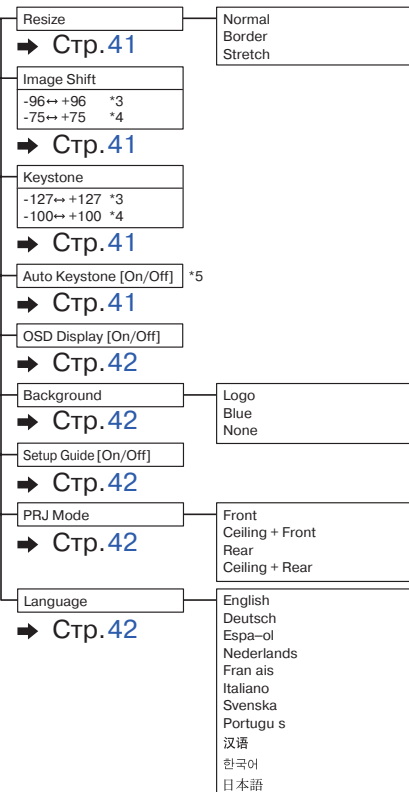 Resize
Normal
Border
Stretch
➡ Стр.41
Image Shift
-96↔+96 *3
-75↔+75 *4
➡ Стр.41
Keystone
-127↔+127 *3
-100↔+100 *4
➡ Стр.41
Auto Keystone [On/Off] *5
➡ Стр.41
OSD Display [On/Off]
➡ Стр.42
Background
Logo
Blue
None
➡ Стр.42
Setup Guide [On/Off]
➡ Стр.42
PRJ Mode
Front
Ceiling + Front
Rear
Ceiling + Rear
➡ Стр.42
Language
English
Deutsch
Espa–ol
Nederlands
Fran ais
Italiano
Svenska
Portugu s
汉语
한국어
日本語
➡ Стр.42